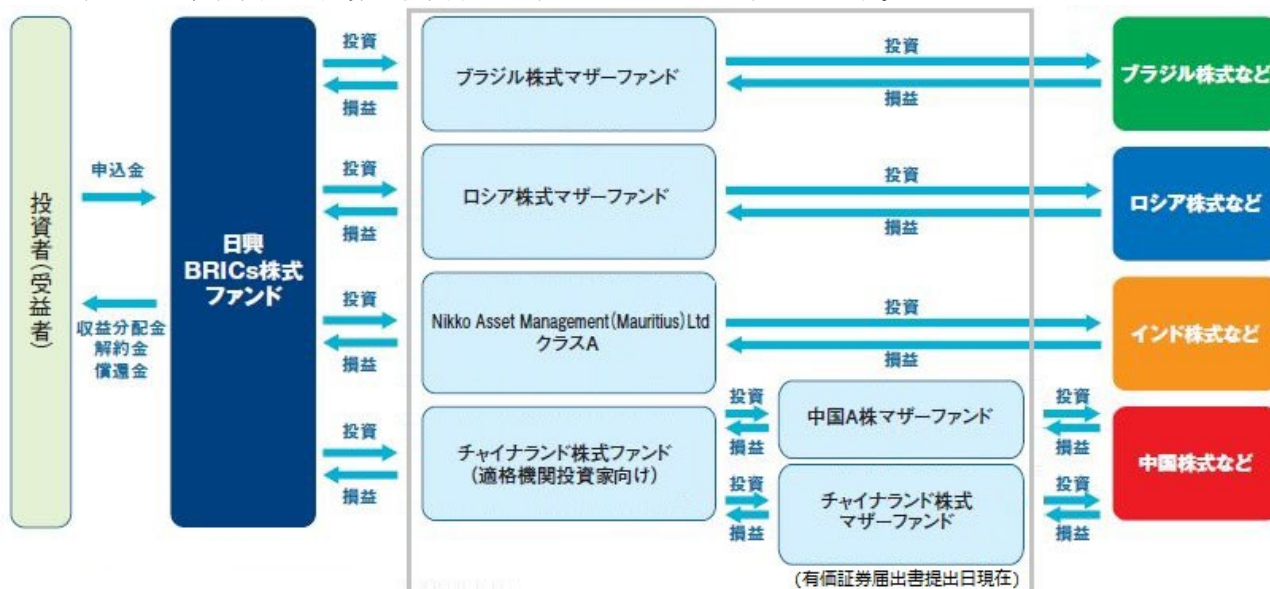 投資者(受益者)
申込金
収益分配金
解約金
償還金
日興
BRICs株式
ファンド
投資
損益
ブラジル株式マザーファンド
投資
損益
ブラジル株式など
投資
損益
ロシア株式マザーファンド
投資
損益
ロシア株式など
投資
損益
Nikko Asset Management(Mauritius)Ltd
クラスA
投資
損益
インド株式など
投資
損益
チャイナランド株式ファンド
(適格機関投資家向け)
投資
損益
中国A株マザーファンド
投資
損益
投資
損益
チャイナランド株式
マザーファンド
投資
損益
中国株式など
(有価証券届出書提出日現在)